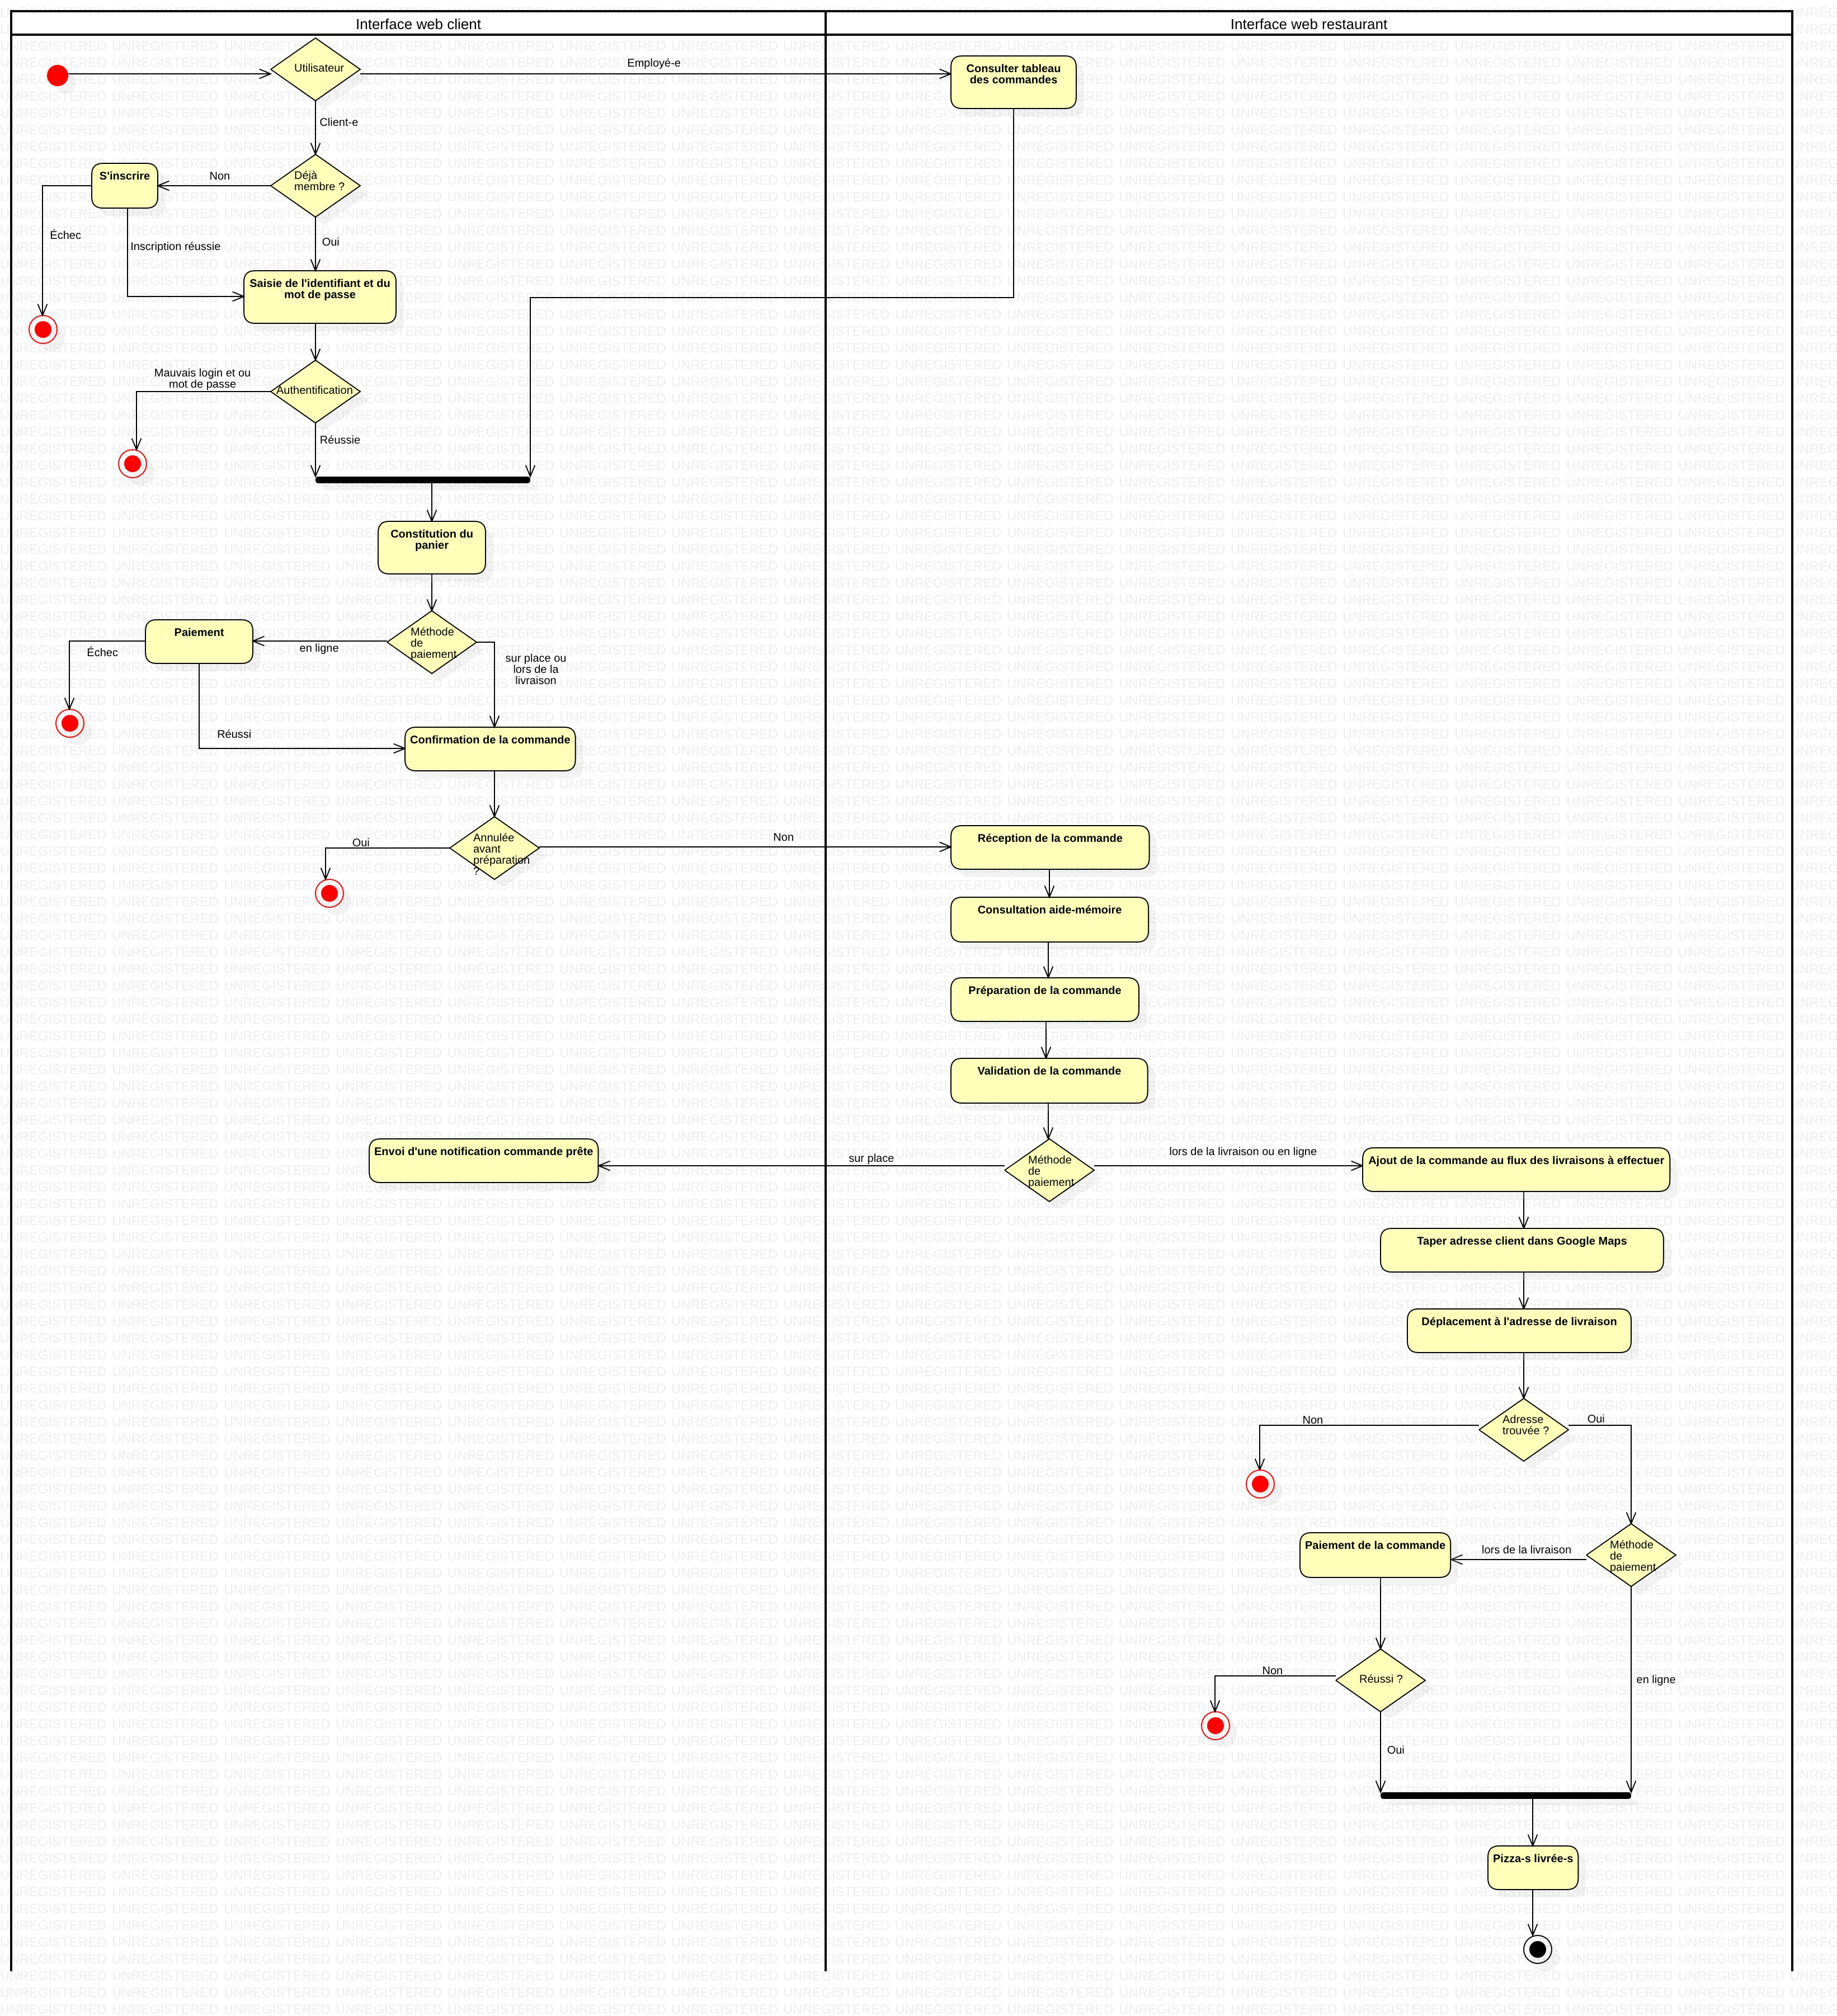 Interface web client
Interface web restaurant
Utilisateur
Employé-e
Consulter tableau
des commandes
Client-e
Déjà
membre ?
Non
S'inscrire
Échec
Inscription réussie
Oui
Saisie de l'identifiant et du
mot de passe
Mauvais login et ou
mot de passe
Authentification
Réussie
Constitution du
panier
Paiement
Échec
en ligne
Méthode
de
paiement
sur place ou
lors de la
livraison
Réussi
Confirmation de la commande
Oui
Annulée
avant
préparation
?
Non
Réception de la commande
Consultation aide-mémoire
Préparation de la commande
Validation de la commande
Envoi d'une notification commande prête
sur place
Méthode
de
paiement
lors de la livraison ou en ligne
Ajout de la commande au flux des livraisons à effectuer
Taper adresse client dans Google Maps
Déplacement à l'adresse de livraison
Non
Adresse
trouvée ?
Oui
Paiement de la commande
lors de la livraison
Méthode
de
paiement
Non
Réussi ?
en ligne
Oui
Pizza-s livrée-s
UNREGISTERED